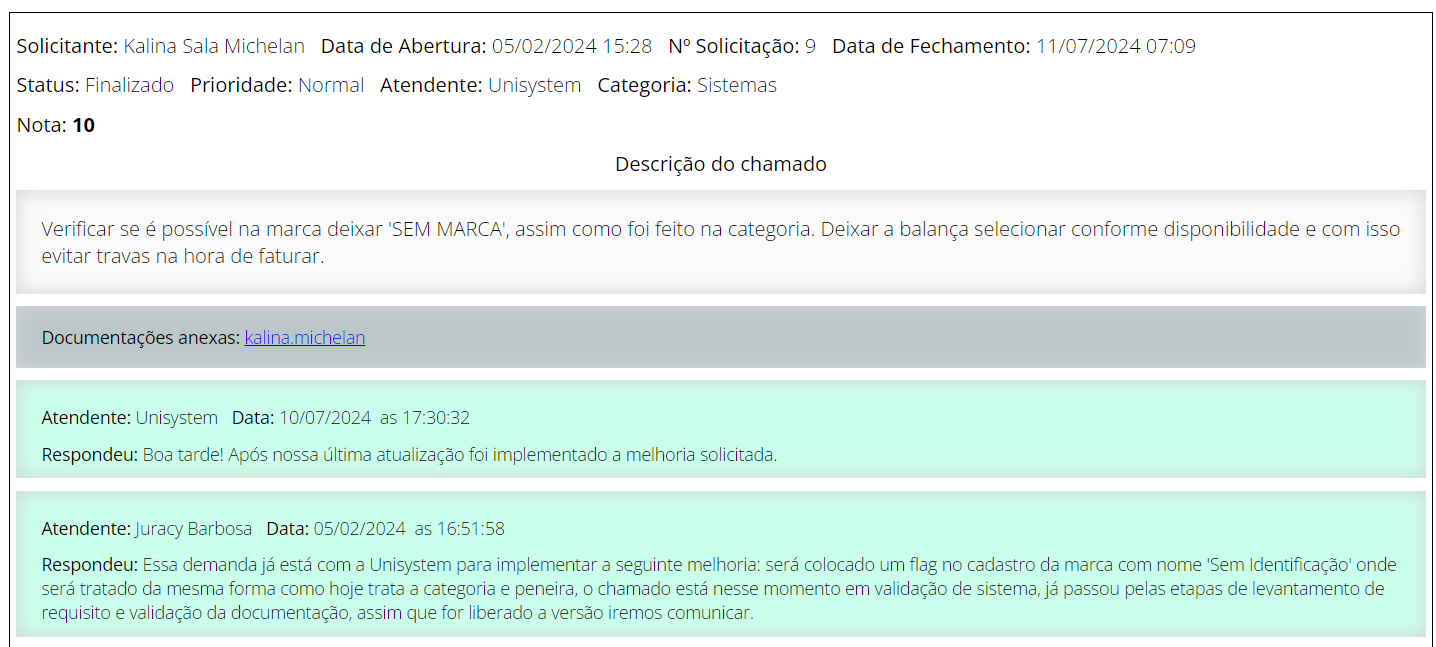 Solicitante: Kalina Sala Michelan Data de Abertura: 05/02/2024 15:28 Nº Solicitação: 9 Data de Fechamento: 11/07/2024 07:09
Status: Finalizado Prioridade: Normal Atendente: Unisystem Categoria: Sistemas
Nota: 10
Descrição do chamado
Verificar se é possível na marca deixar 'SEM MARCA', assim como foi feito na categoria. Deixar a balança selecionar conforme disponibilidade e com isso
evitar travas na hora de faturar.
Documentações anexas: kalina.michelan
Atendente: Unisystem Data: 10/07/2024 as 17:30:32
Respondeu: Boa tarde! Após nossa última atualização foi implementado a melhoria solicitada.
Atendente: Juracy Barbosa Data: 05/02/2024 as 16:51:58
Respondeu: Essa demanda já está com a Unisystem para implementar a seguinte melhoria: será colocado um flag no cadastro da marca com nome 'Sem Identificação' onde
será tratado da mesma forma como hoje trata a categoria e peneira, o chamado está nesse momento em validação de sistema, já passou pelas etapas de levantamento de
requisito e validação da documentação, assim que for liberado a versão iremos comunicar.